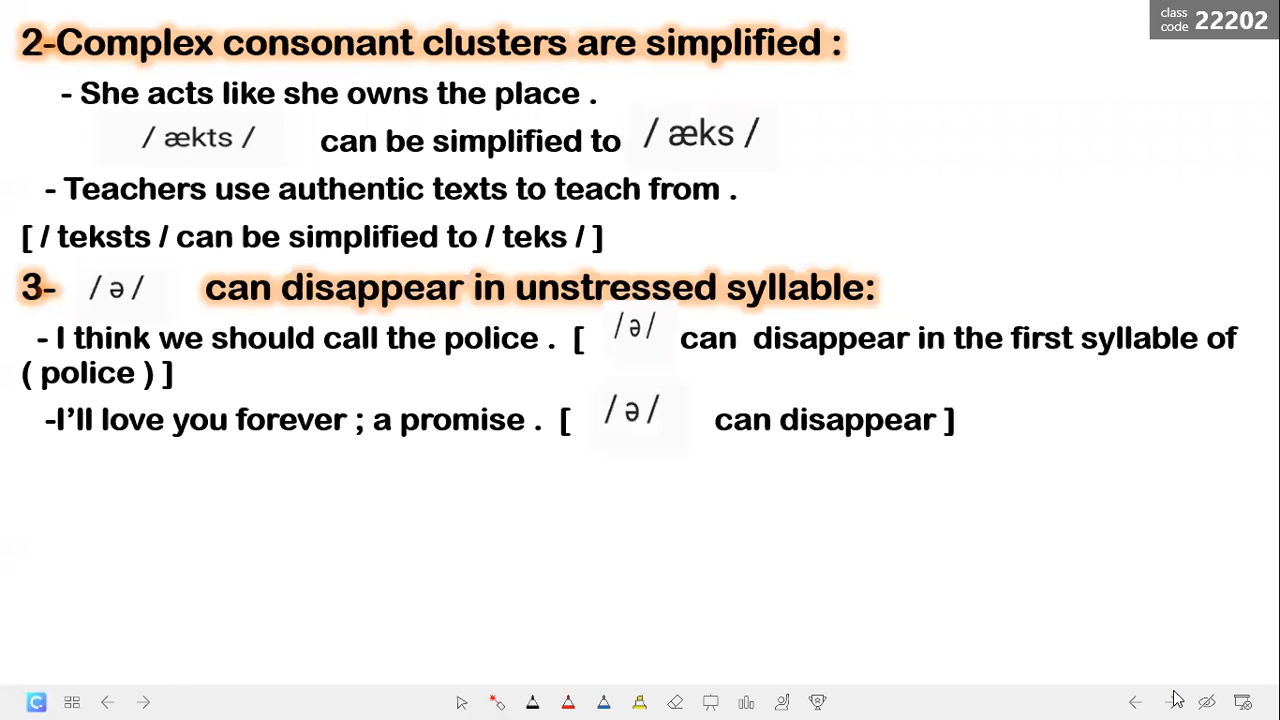 class code 22202
2-Complex consonant clusters are simplified :
- She acts like she owns the place .
/ ækts / can be simplified to / æks /
- Teachers use authentic texts to teach from .
[ / teksts / can be simplified to / teks / ]
3- / ə / can disappear in unstressed syllable:
- I think we should call the police . [ /ə/ can disappear in the first syllable of
( police ) ]
-I’ll love you forever ; a promise . [ / ə / can disappear ]